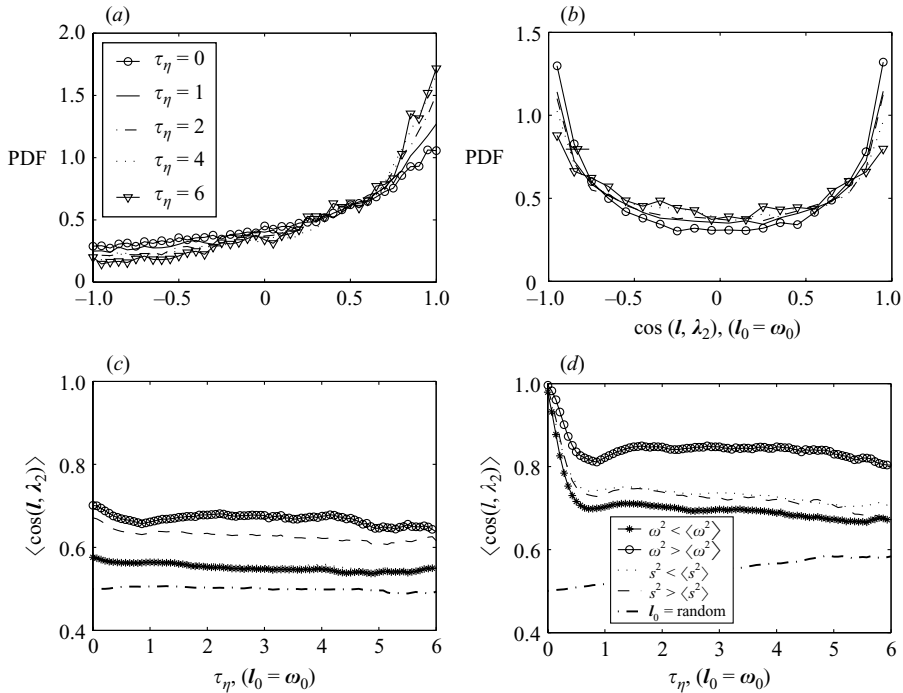 (a)
2.0
1.5
1.0
0.5
0
PDF
τη = 0
τη = 1
τη = 2
τη = 4
τη = 6
−1.0 −0.5 0 0.5 1.0
(b)
1.5
1.0
0.5
0
PDF
−1.0 −0.5 0 0.5 1.0
cos (l, λ2), (l0 = ω0)
(c)
1.0
0.8
0.6
0.4
⟨cos(l, λ2)⟩
0 1 2 3 4 5 6
τη, (l0 = ω0)
(d)
1.0
0.8
0.6
0.4
⟨cos(l, λ2)⟩
ω2 < ⟨ω2⟩
ω2 > ⟨ω2⟩
s2 < ⟨s2⟩
s2 > ⟨s2⟩
l0 = random
0 1 2 3 4 5 6
τη, (l0 = ω0)